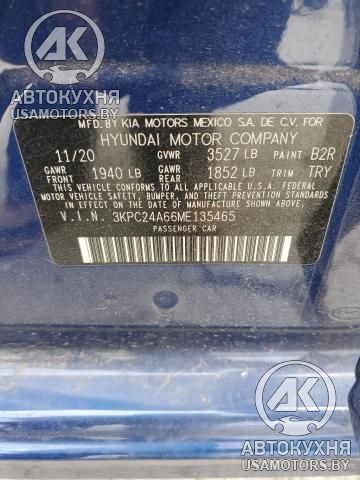 АВТОКУХНЯ
USAMOTORS.BY
MFD. BY KIA MOTORS MEXICO S.A. DE C.V. FOR
HYUNDAI MOTOR COMPANY
11/20 GVWR 3527 LB PAINT B2R
GAWR FRONT 1940 LB GAWR REAR 1852 LB TRIM TRY
THIS VEHICLE CONFORMS TO ALL APPLICABLE U.S. FEDERAL
MOTOR VEHICLE SAFETY, BUMPER, AND THEFT PREVENTION
STANDARDS IN EFFECT ON THE DATE OF MANUFACTURE
SHOWN ABOVE.
V.I.N. 3KPC24A66ME135465
PASSENGER CAR
АВТОКУХНЯ
USAMOTORS.BY
АВТОКУХНЯ
USAMOTORS.BY